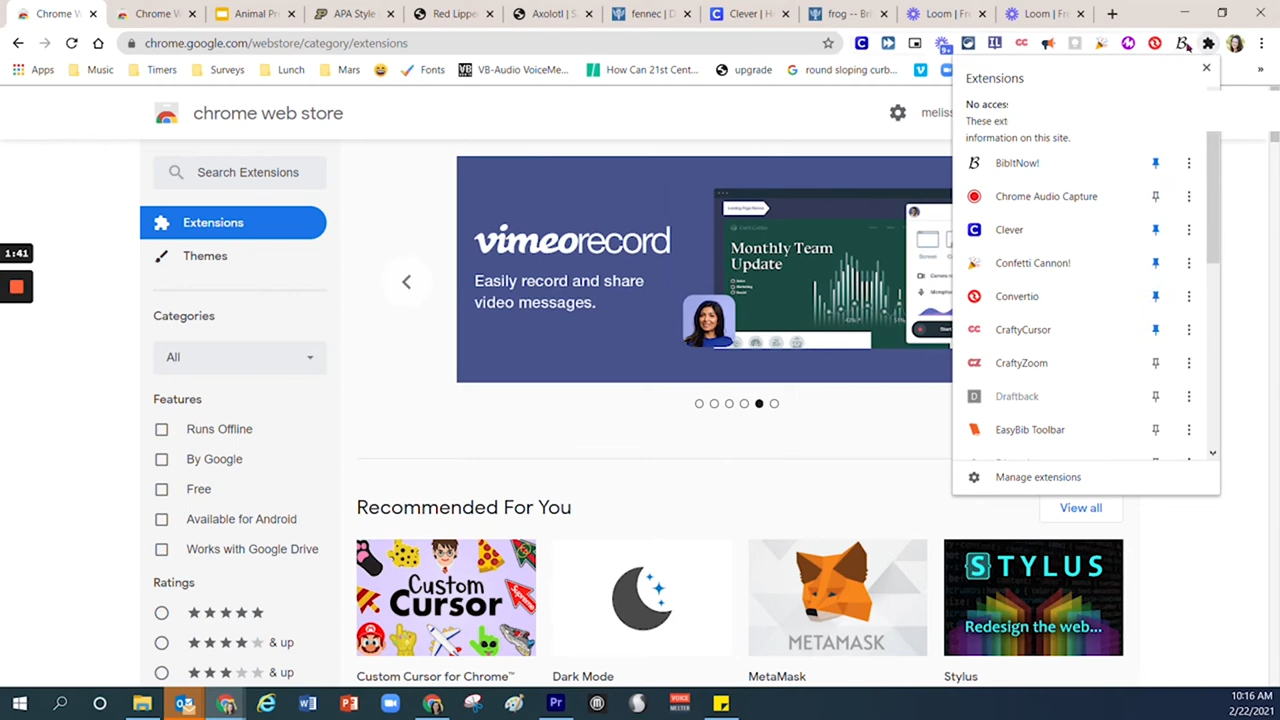 Chrome W
Chrome W
Animal Pro
APA Style
Red Lippe
Axolotl | S
fennec | D
Clever | H
frog -- Bri
Loom | Fre
Loom | Fre
chrome.google.com/webstore/category/extensions
9+
Apps
Music
Timers
Surveys
Lunch
Mars
Fonts
VB-Audio VoiceMe...
How Can 21st Cent...
upgrade
round sloping curb...
chrome web store
meliss
Search Extensions
Extensions
Themes
Categories
All
Features
Runs Offline
By Google
Free
Available for Android
Works with Google Drive
Ratings
& up
& up
1:41
vimeorecord
Easily record and share
video messages.
Monthly Team
Update
Recommended For You
View all
Custom
Cursor
METAMASK
STYLUS
Redesign the web...
Custom Cursor for Chrome™
Dark Mode
MetaMask
Stylus
Extensions
No acces
These ext
information on this site.
BibItNow!
Chrome Audio Capture
Clever
Confetti Cannon!
Convertio
CraftyCursor
CraftyZoom
Draftback
EasyBib Toolbar
Manage extensions
VOICE
MEETER
10:16 AM
2/22/2021